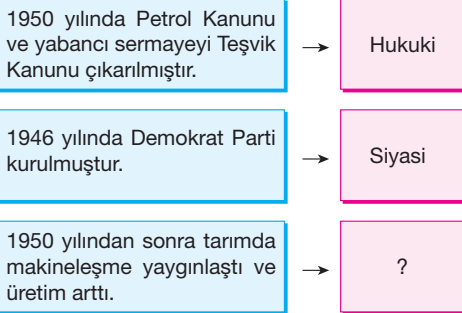 1950 yılında Petrol Kanunu
ve yabancı sermayeyi Teşvik
Kanunu çıkarılmıştır.
Hukuki
1946 yılında Demokrat Parti
kurulmuştur.
Siyasi
1950 yılından sonra tarımda
makineleşme yaygınlaştı ve
üretim arttı.
?